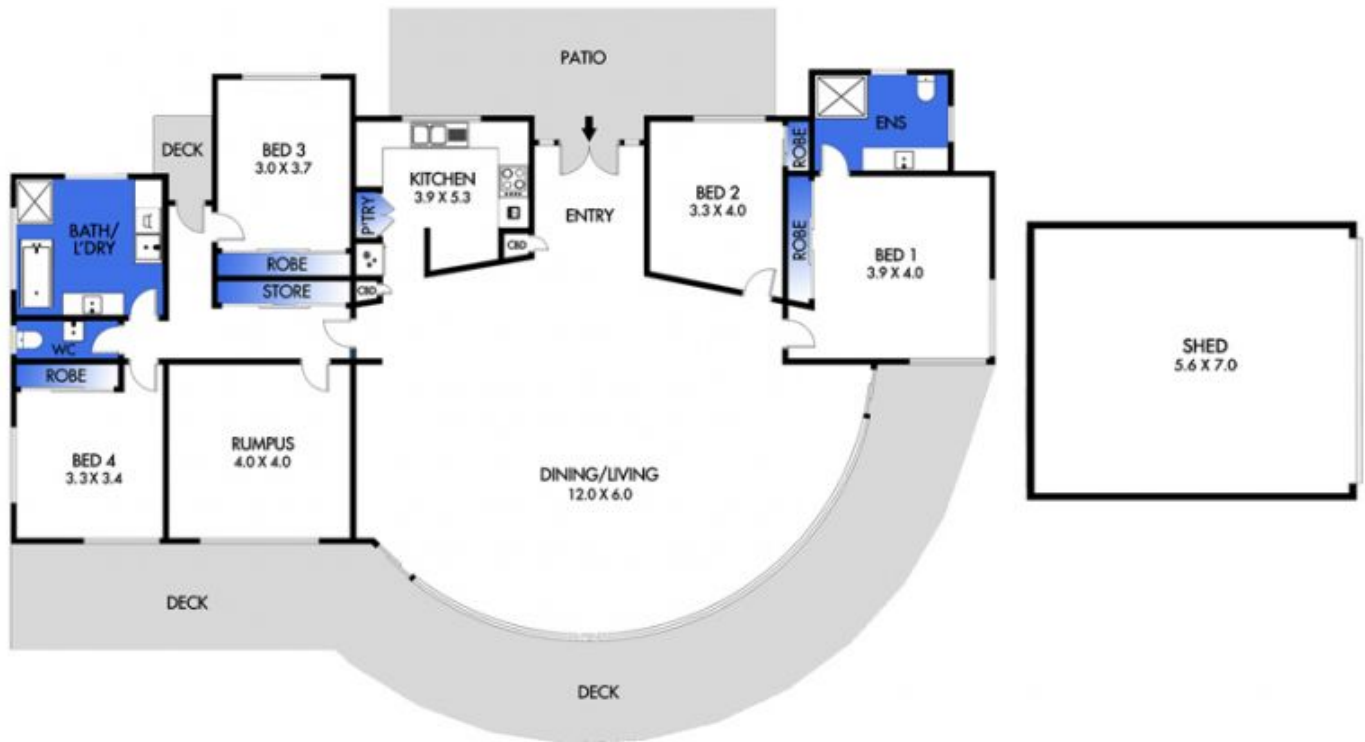 PATIO
DECK
BED 3
3.0 X 3.7
KITCHEN
3.9 X 5.3
P'TRY
ENTRY
CBD
BED 2
3.3 X 4.0
ROBE
ENS
ROBE
BED 1
3.9 X 4.0
BATH/
L'DRY
ROBE
STORE
CBD
WC
ROBE
BED 4
3.3 X 3.4
RUMPUS
4.0 X 4.0
DINING/LIVING
12.0 X 6.0
SHED
5.6 X 7.0
DECK
DECK